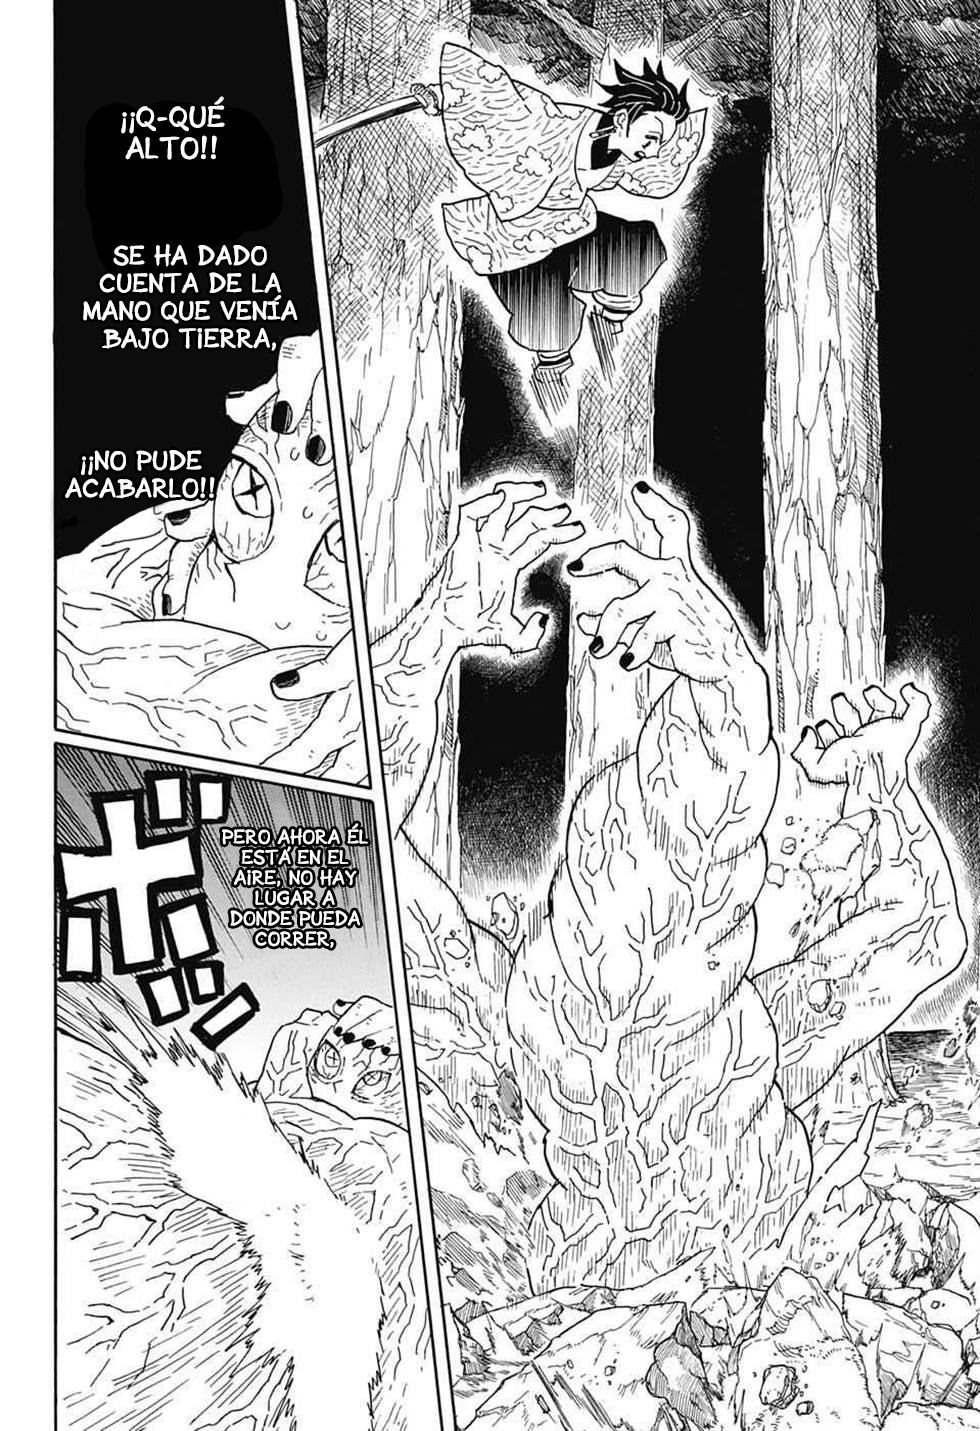 ¡¡Q-QUÉ
ALTO!!
SE HA DADO
CUENTA DE LA
MANO QUE VENÍA
BAJO TIERRA,
¡¡NO PUDE
ACABARLO!!
PERO AHORA ÉL
ESTÁ EN EL
AIRE, NO HAY
LUGAR A
DONDE PUEDA
CORRER,